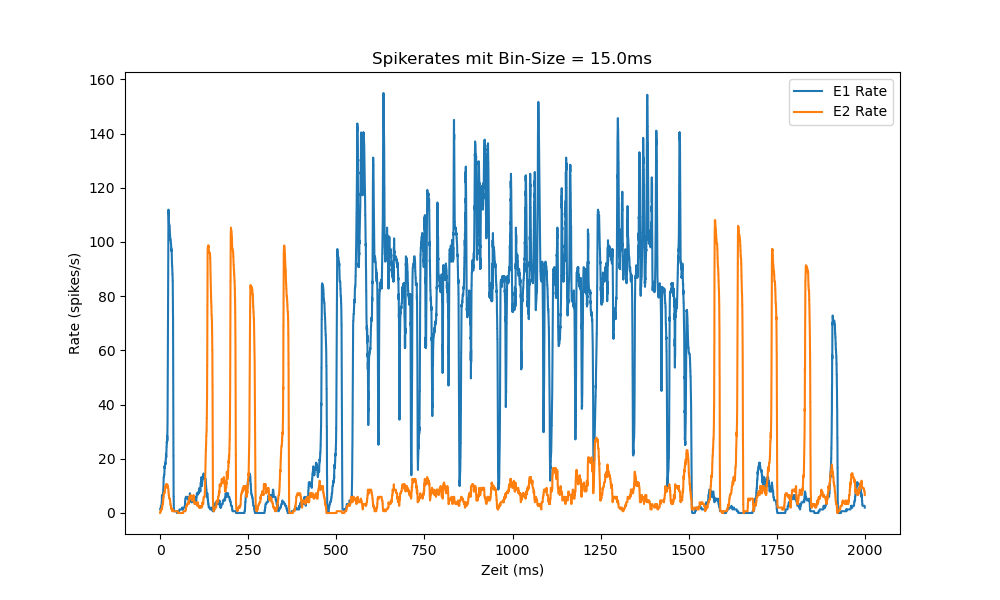 Spikerates mit Bin-Size = 15.0ms
E1 Rate
E2 Rate
160
140
120
100
80
60
40
20
0
Rate (spikes/s)
0 250 500 750 1000 1250 1500 1750 2000
Zeit (ms)